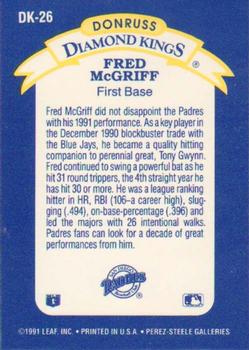 DK-26
DONRUSS
DIAMOND KINGS®
FRED
McGRIFF
First Base
Fred McGriff did not disappoint the Padres
with his 1991 performance. As a key player in
the December 1990 blockbuster trade with
the Blue Jays, he became a quality hitting
companion to perennial great, Tony Gwynn.
Fred continued to swing a powerful bat as he
hit 31 round trippers, the 4th straight year he
has hit 30 or more. He was a league ranking
hitter in HR, RBI (106–a career high), slug-
ging (.494), on-base-percentage (.396) and
led the majors with 26 intentional walks.
Padres fans can look for a decade of great
performances from him.
PADRES
©1991 LEAF, INC. • PRINTED IN U.S.A. • PEREZ-STEELE GALLERIES